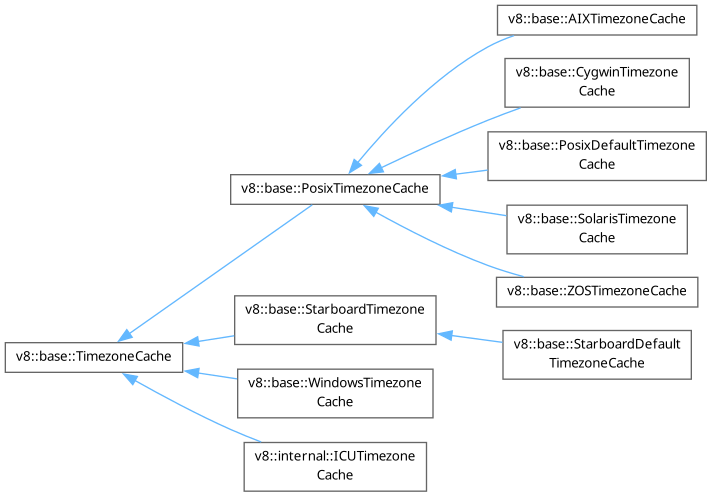 v8::base::AIXTimezoneCache
v8::base::CygwinTimezone
Cache
v8::base::PosixDefaultTimezone
Cache
v8::base::PosixTimezoneCache
v8::base::SolarisTimezone
Cache
v8::base::ZOSTimezoneCache
v8::base::StarboardTimezone
Cache
v8::base::StarboardDefault
TimezoneCache
v8::base::TimezoneCache
v8::base::WindowsTimezone
Cache
v8::internal::ICUTimezone
Cache